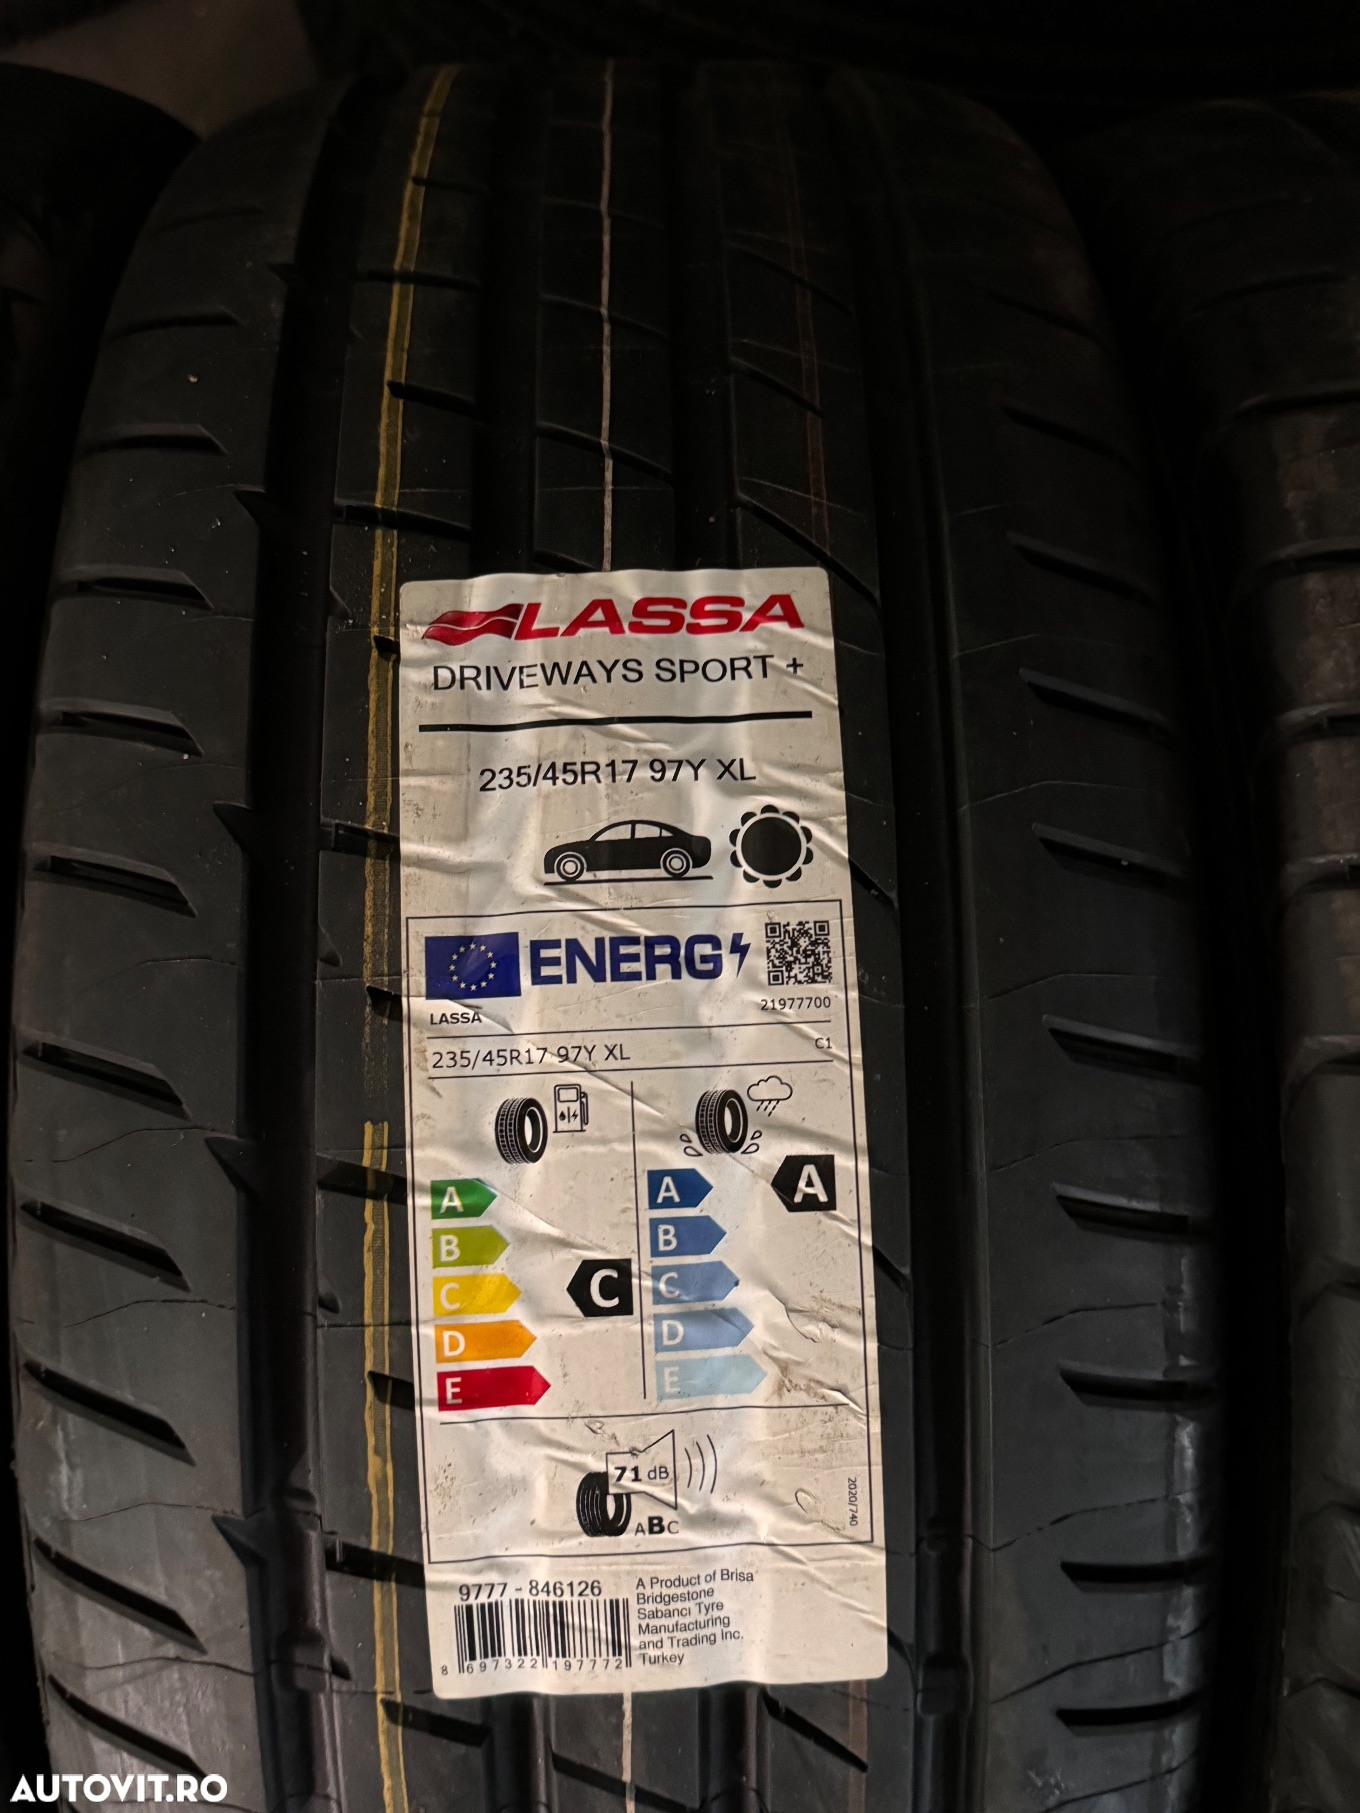 LASSA
DRIVEWAYS SPORT +
235/45R17 97Y XL
ENERG
21977700
LASSA
235/45R17 97Y XL
C1
A
A
A
B
B
C
C
C
D
D
E
E
71 dB
ABC
2020/740
9777 - 846126
8 697322 197772
A Product of Brisa
Bridgestone
Sabancı Tyre
Manufacturing
and Trading Inc.
Turkey
AUTOVIT.RO